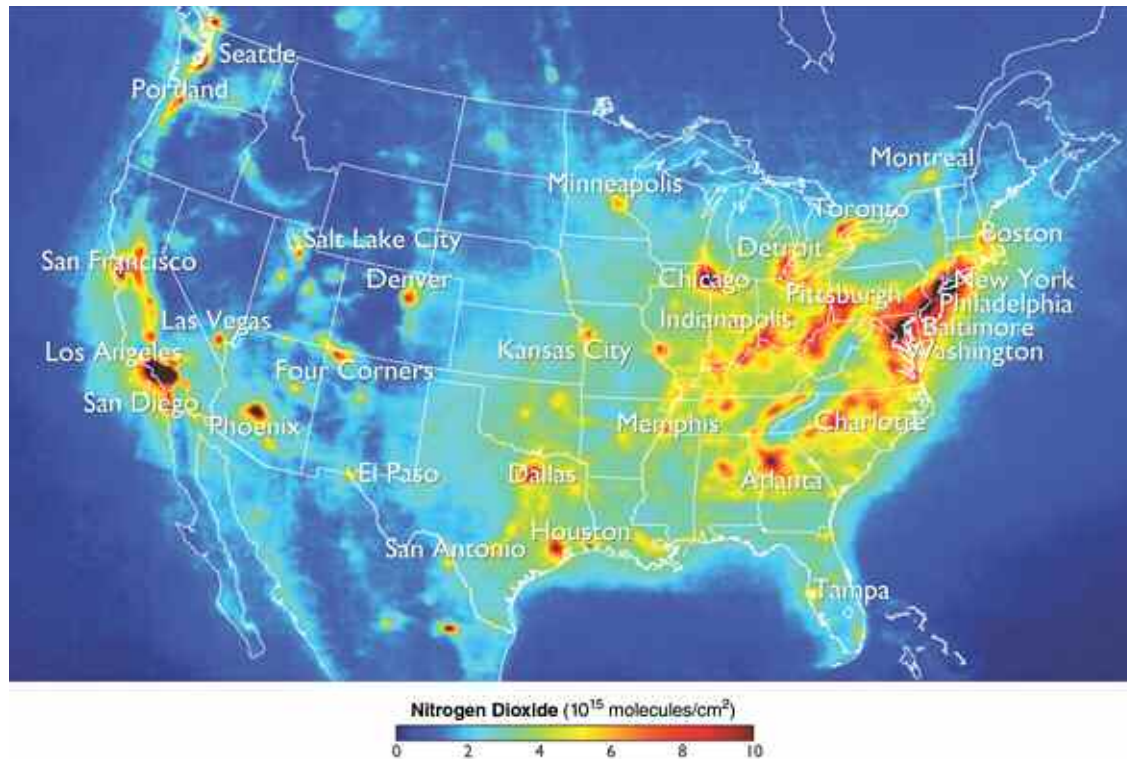 Seattle
Portland
Montreal
Minneapolis
Toronto
Boston
Salt Lake City
Detroit
San Francisco
Denver
Chicago
New York
Pittsburgh
Philadelphia
Las Vegas
Indianapolis
Baltimore
Los Angeles
Kansas City
Washington
Four Corners
San Diego
Phoenix
Memphis
Charlotte
El Paso
Dallas
Atlanta
Houston
San Antonio
Tampa
Nitrogen Dioxide (10¹⁵ molecules/cm²)
0 2 4 6 8 10